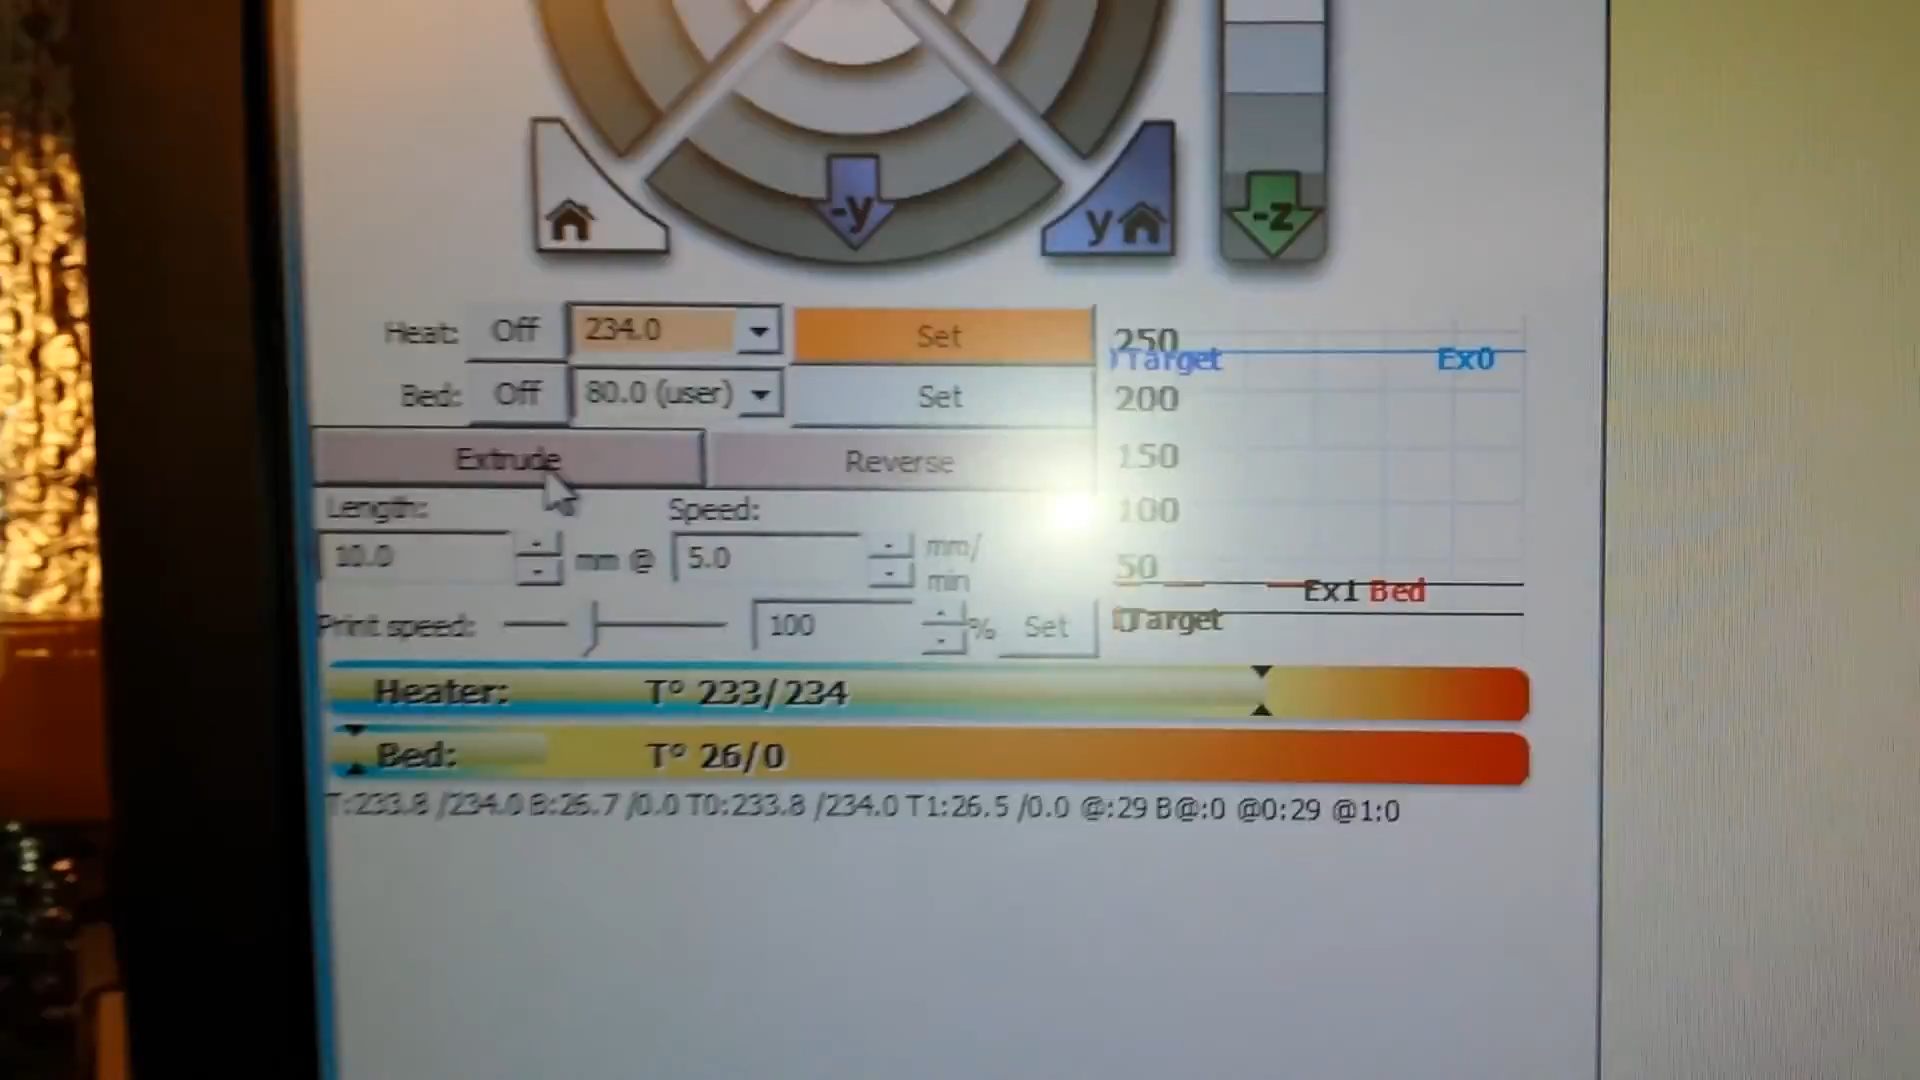 -y
y
-z
Heat: Off 234.0 Set
Bed: Off 80.0 (user) Set
Extrude Reverse
Length: Speed:
10.0 mm @ 5.0 mm/
min
Print speed: 100 % Set
250
Target Ex0
200
150
100
50
Ex1 Bed
Target
Heater: T° 233/234
Bed: T° 26/0
T:233.8 /234.0 B:26.7 /0.0 T0:233.8 /234.0 T1:26.5 /0.0 @:29 B@:0 @0:29 @1:0